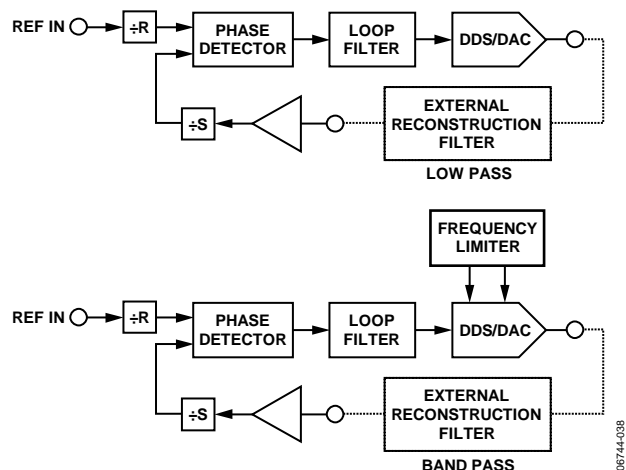 REF IN
÷R
PHASE
DETECTOR
LOOP
FILTER
DDS/DAC
÷S
EXTERNAL
RECONSTRUCTION
FILTER
LOW PASS
FREQUENCY
LIMITER
REF IN
÷R
PHASE
DETECTOR
LOOP
FILTER
DDS/DAC
÷S
EXTERNAL
RECONSTRUCTION
FILTER
BAND PASS
06744-038